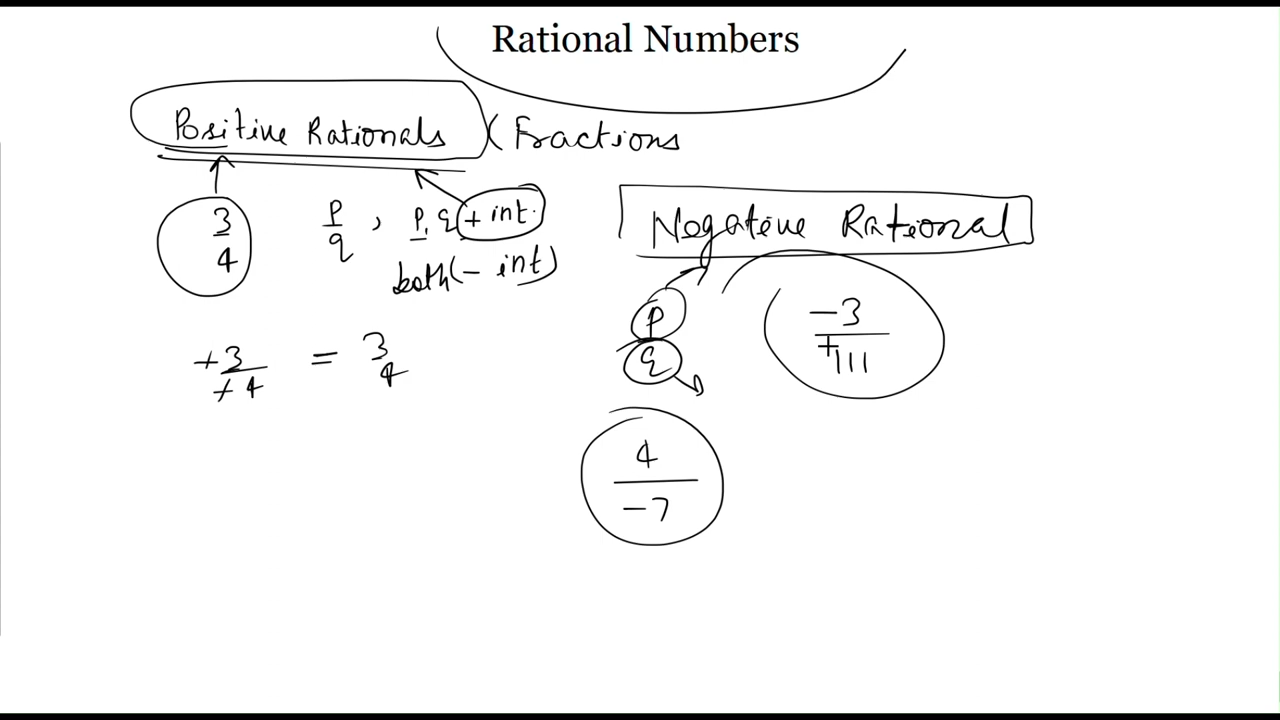 Rational Numbers
Positive Rationals (Fractions
3/4 p/q , p, q + int.
both (- int)
+3/+4 = 3/4
Negative Rational
p/q
-3/+111
4/-7